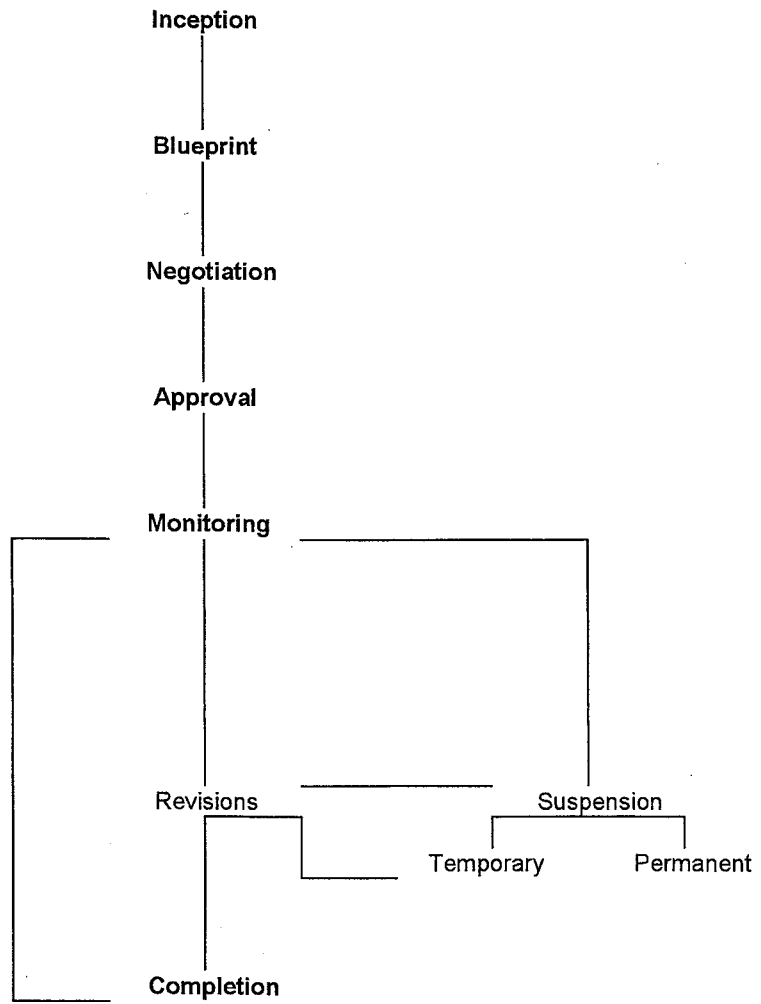 Inception
Blueprint
Negotiation
Approval
Monitoring
Revisions
Suspension
Temporary
Permanent
Completion